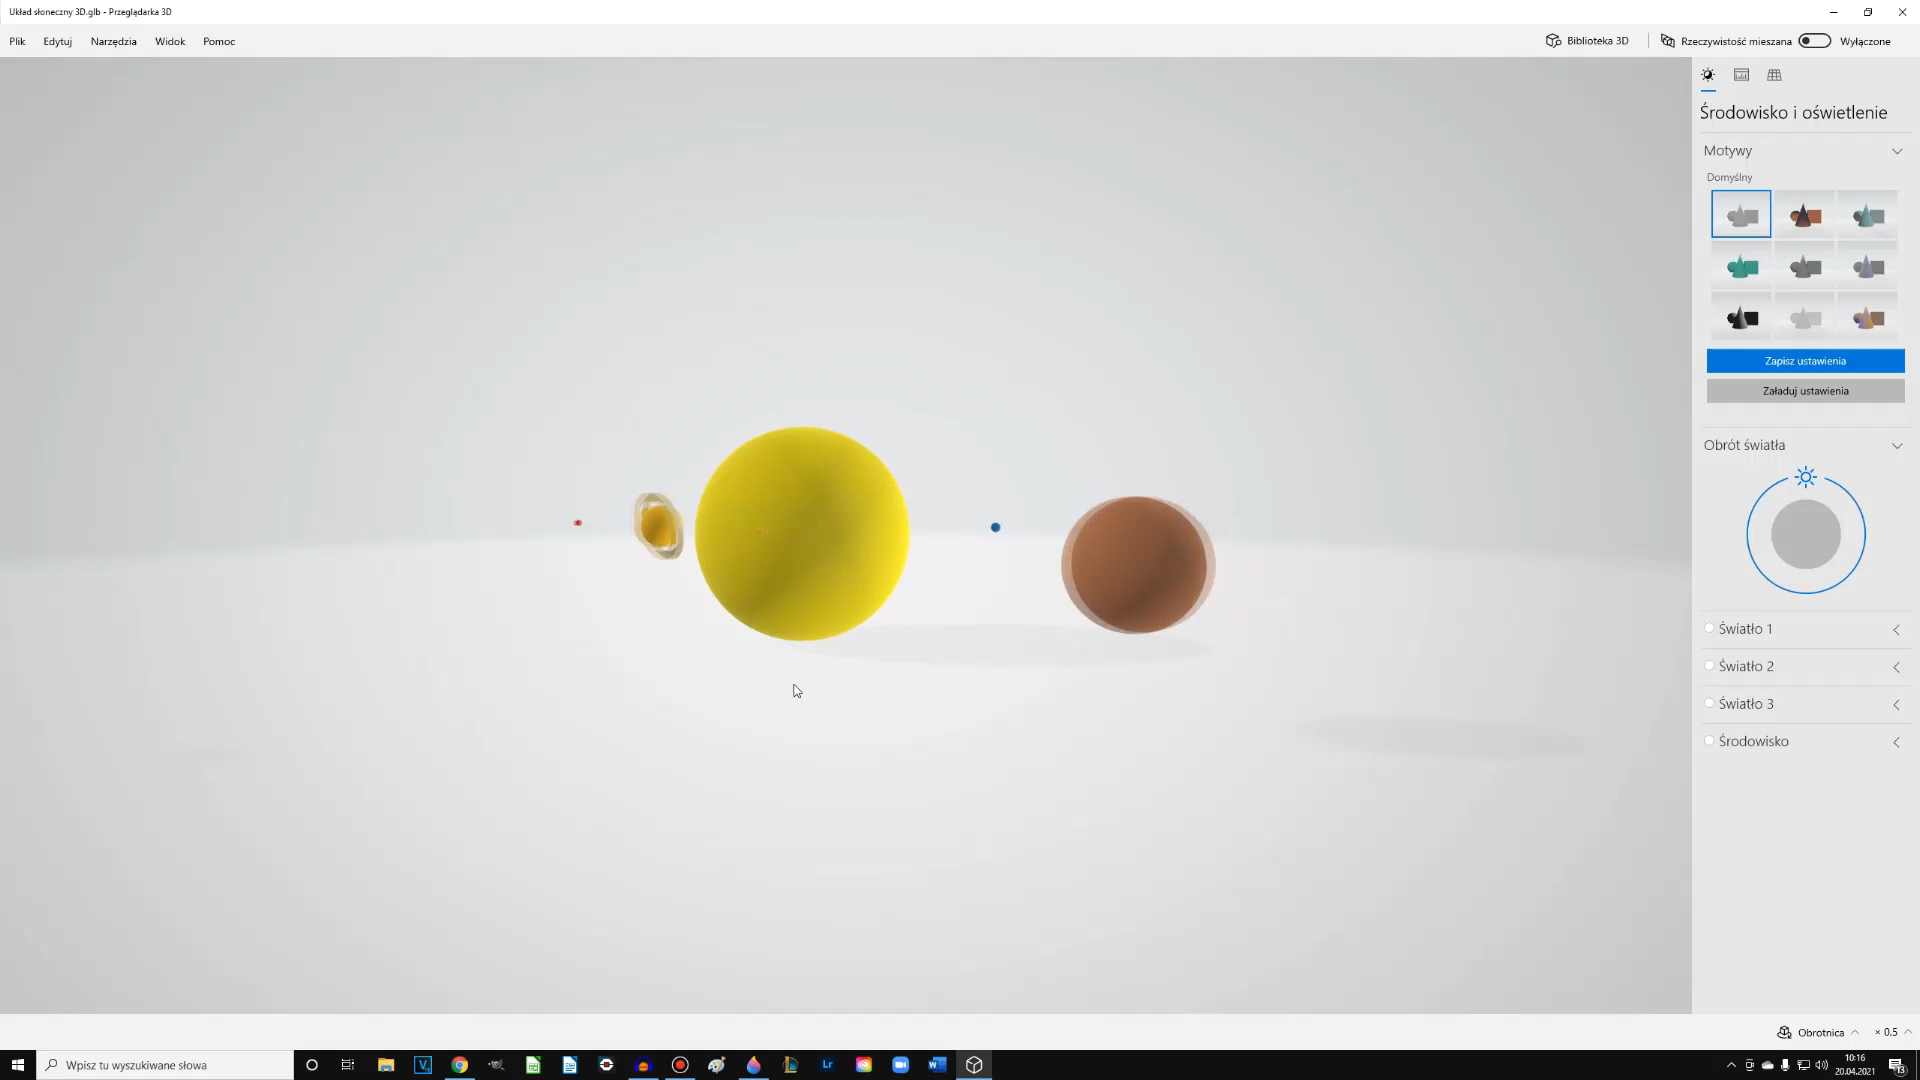 Układ słoneczny 3D.glb - Przeglądarka 3D
Plik Edytuj Narzędzia Widok Pomoc
Biblioteka 3D Rzeczywistość mieszana Wyłączone
Środowisko i oświetlenie
Motywy
Domyślny
Zapisz ustawienia
Załaduj ustawienia
Obrót światła
Światło 1
Światło 2
Światło 3
Środowisko
Obrotnica × 0.5
Wpisz tu wyszukiwane słowa
Lr
W
10:16
20.04.2021
13